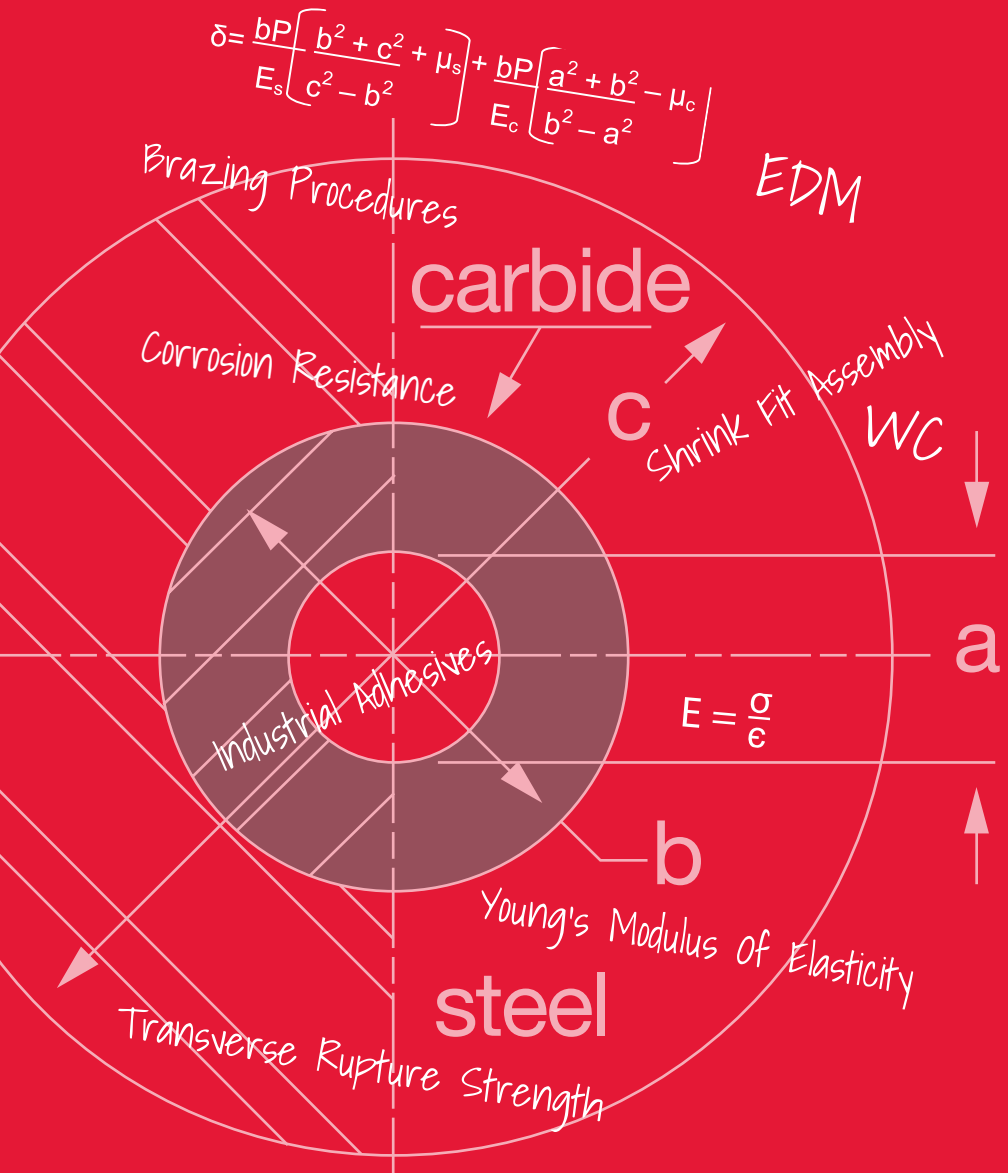 δ= bP/Es [ b² + c² / c² – b² + μs ] + bP/Ec [ a² + b² / b² – a² – μc ]
Brazing Procedures
EDM
carbide
Corrosion Resistance
c
Shrink Fit Assembly
WC
a
Industrial Adhesives
E = σ/ϵ
b
Young's Modulus of Elasticity
steel
Transverse Rupture Strength